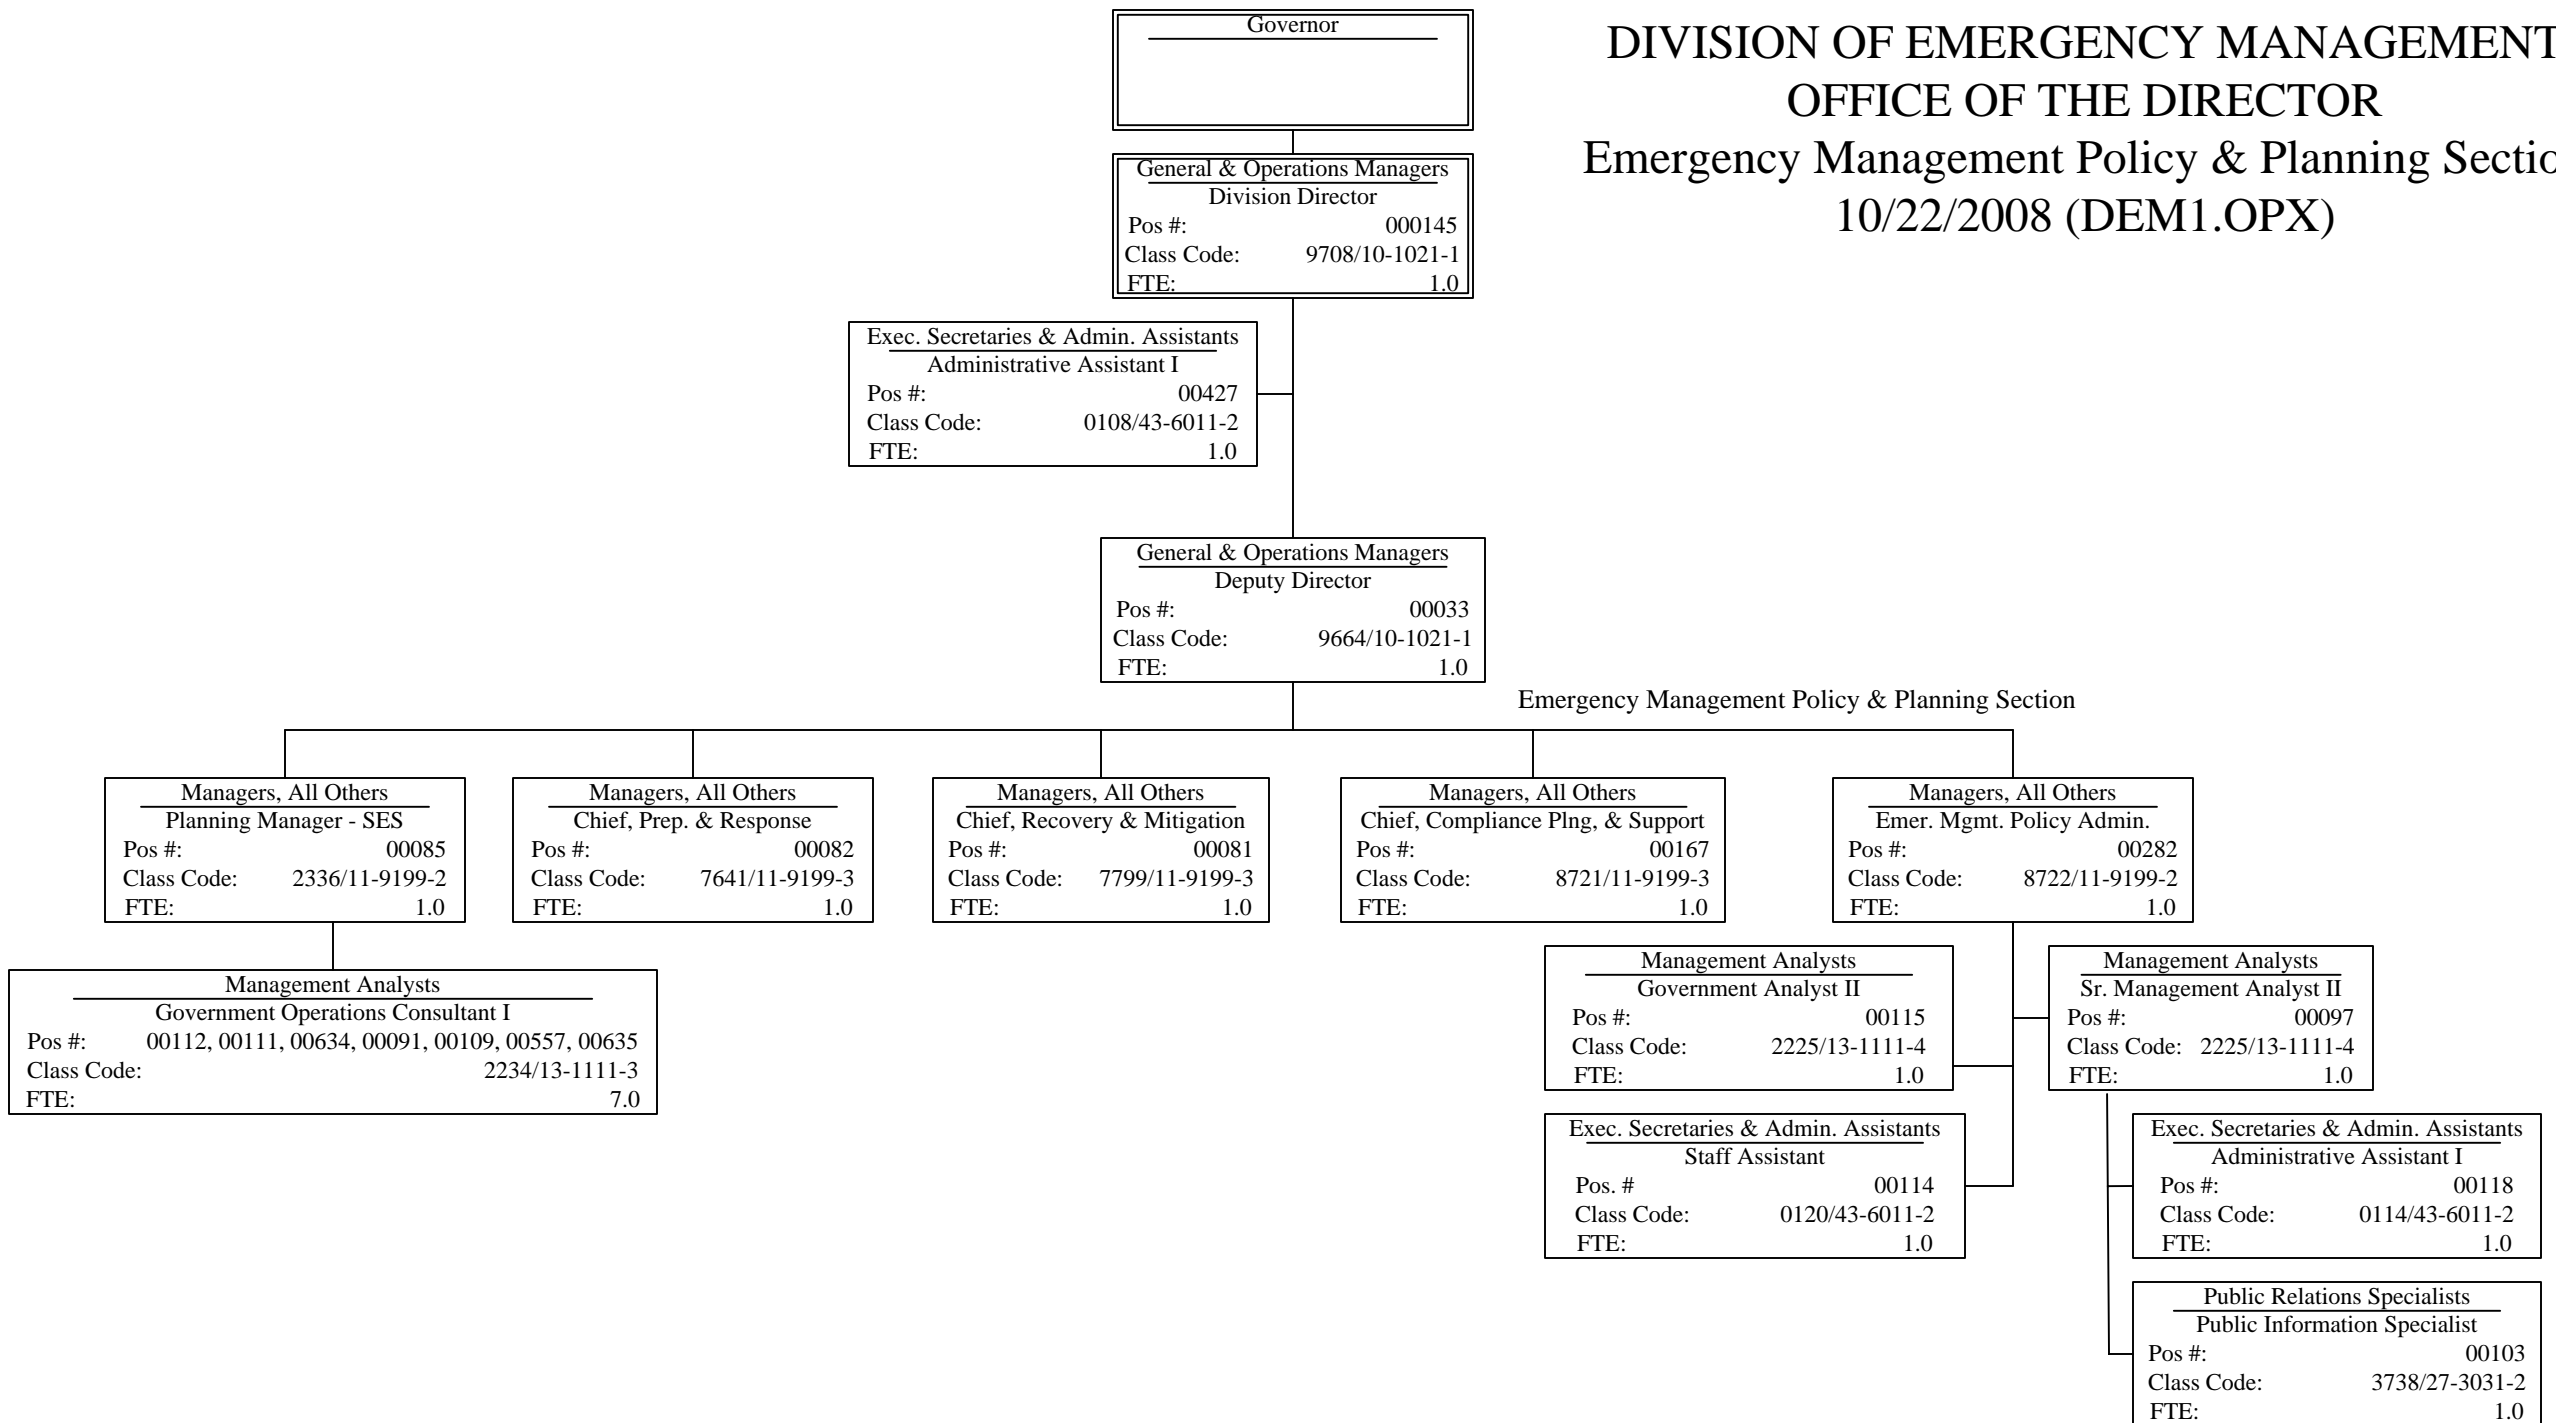 Governor
DIVISION OF EMERGENCY MANAGEMENT
OFFICE OF THE DIRECTOR
Emergency Management Policy & Planning Sectio
10/22/2008 (DEM1.OPX)
General & Operations Managers
Division Director
Pos #: 000145
Class Code: 9708/10-1021-1
FTE: 1.0
Exec. Secretaries & Admin. Assistants
Administrative Assistant I
Pos #: 00427
Class Code: 0108/43-6011-2
FTE: 1.0
General & Operations Managers
Deputy Director
Pos #: 00033
Class Code: 9664/10-1021-1
FTE: 1.0
Emergency Management Policy & Planning Section
Managers, All Others
Planning Manager - SES
Pos #: 00085
Class Code: 2336/11-9199-2
FTE: 1.0
Managers, All Others
Chief, Prep. & Response
Pos #: 00082
Class Code: 7641/11-9199-3
FTE: 1.0
Managers, All Others
Chief, Recovery & Mitigation
Pos #: 00081
Class Code: 7799/11-9199-3
FTE: 1.0
Managers, All Others
Chief, Compliance Plng, & Support
Pos #: 00167
Class Code: 8721/11-9199-3
FTE: 1.0
Managers, All Others
Emer. Mgmt. Policy Admin.
Pos #: 00282
Class Code: 8722/11-9199-2
FTE: 1.0
Management Analysts
Government Operations Consultant I
Pos #: 00112, 00111, 00634, 00091, 00109, 00557, 00635
Class Code: 2234/13-1111-3
FTE: 7.0
Management Analysts
Government Analyst II
Pos #: 00115
Class Code: 2225/13-1111-4
FTE: 1.0
Management Analysts
Sr. Management Analyst II
Pos #: 00097
Class Code: 2225/13-1111-4
FTE: 1.0
Exec. Secretaries & Admin. Assistants
Staff Assistant
Pos. # 00114
Class Code: 0120/43-6011-2
FTE: 1.0
Exec. Secretaries & Admin. Assistants
Administrative Assistant I
Pos #: 00118
Class Code: 0114/43-6011-2
FTE: 1.0
Public Relations Specialists
Public Information Specialist
Pos #: 00103
Class Code: 3738/27-3031-2
FTE: 1.0